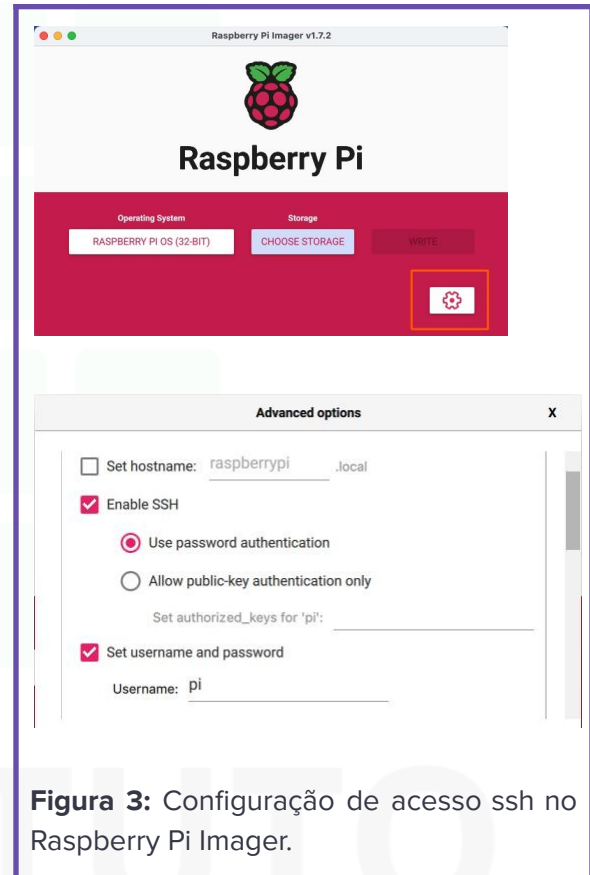 Raspberry Pi Imager v1.7.2
Raspberry Pi
Operating System Storage
RASPBERRY PI OS (32-BIT) CHOOSE STORAGE WRITE
Advanced options X
Set hostname: raspberrypi .local
Enable SSH
Use password authentication
Allow public-key authentication only
Set authorized_keys for 'pi':
Set username and password
Username: pi
Figura 3: Configuração de acesso ssh no
Raspberry Pi Imager.
TUTO